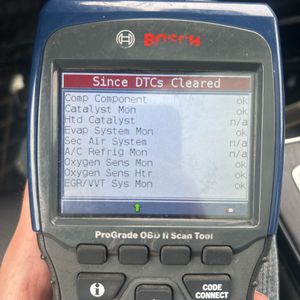 BOSCH
Since DTCs Cleared
Comp Component ok
Catalyst Mon ok
Htd Catalyst n/a
Evap System Mon ok
Sec Air System n/a
A/C Refrig Mon n/a
Oxygen Sens Mon ok
Oxygen Sens Htr ok
EGR/VVT Sys Mon ok
ProGrade OBD II Scan Tool
CODE
CONNECT